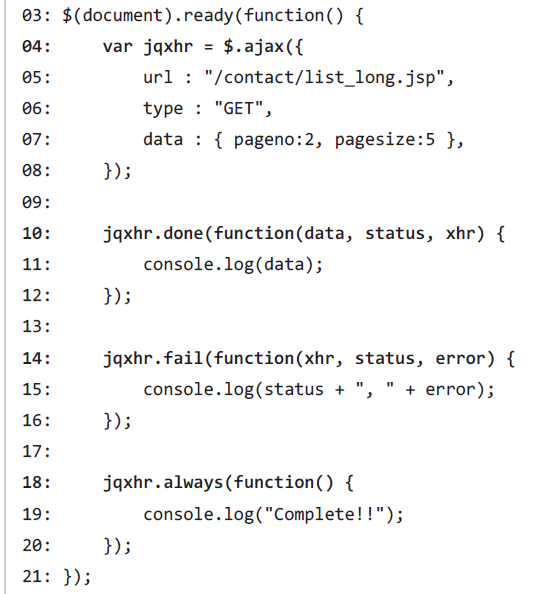 03: $(document).ready(function() {
04:     var jqxhr = $.ajax({
05:         url : "/contact/list_long.jsp",
06:         type : "GET",
07:         data : { pageno:2, pagesize:5 },
08:     });
09:
10:     jqxhr.done(function(data, status, xhr) {
11:         console.log(data);
12:     });
13:
14:     jqxhr.fail(function(xhr, status, error) {
15:         console.log(status + ", " + error);
16:     });
17:
18:     jqxhr.always(function() {
19:         console.log("Complete!!");
20:     });
21: });